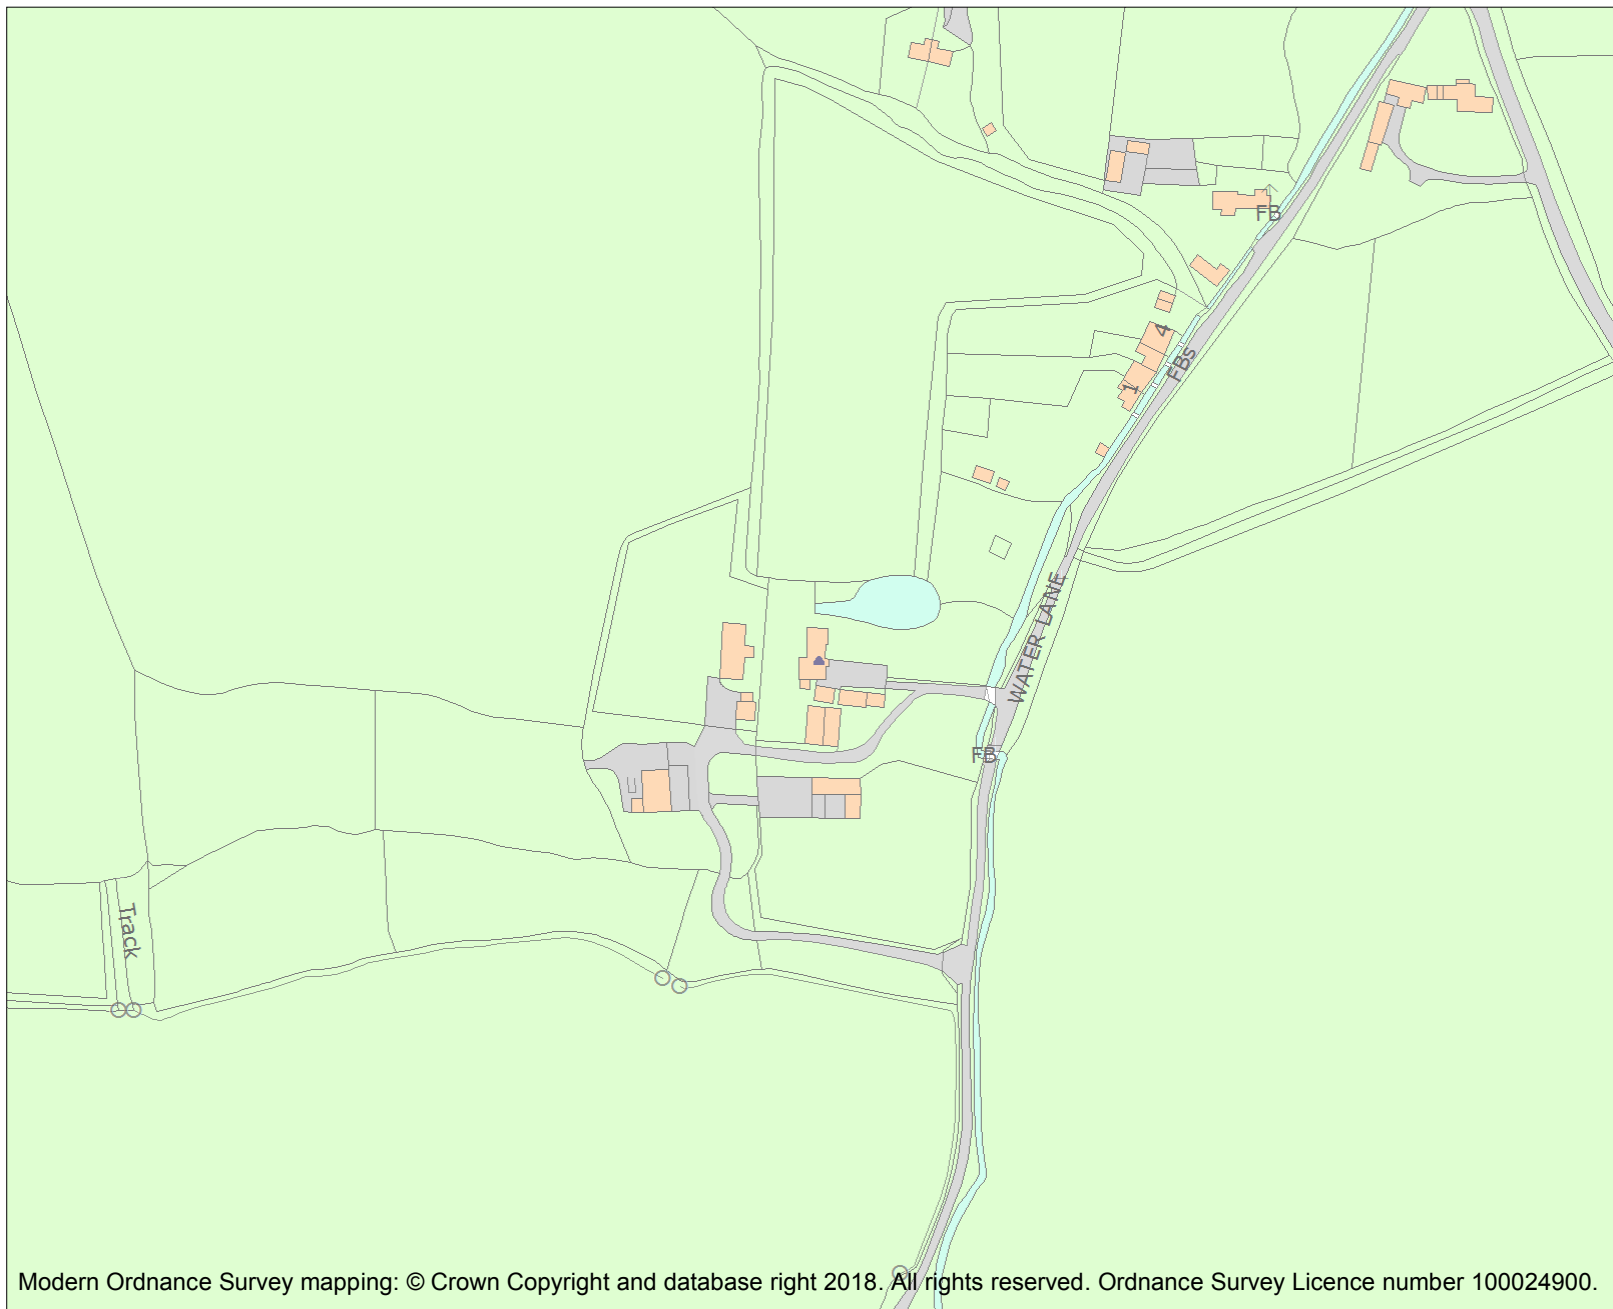 FB
4
FBs
1
WATER LANE
FB
Track
Modern Ordnance Survey mapping: © Crown Copyright and database right 2018. All rights reserved. Ordnance Survey Licence number 100024900.